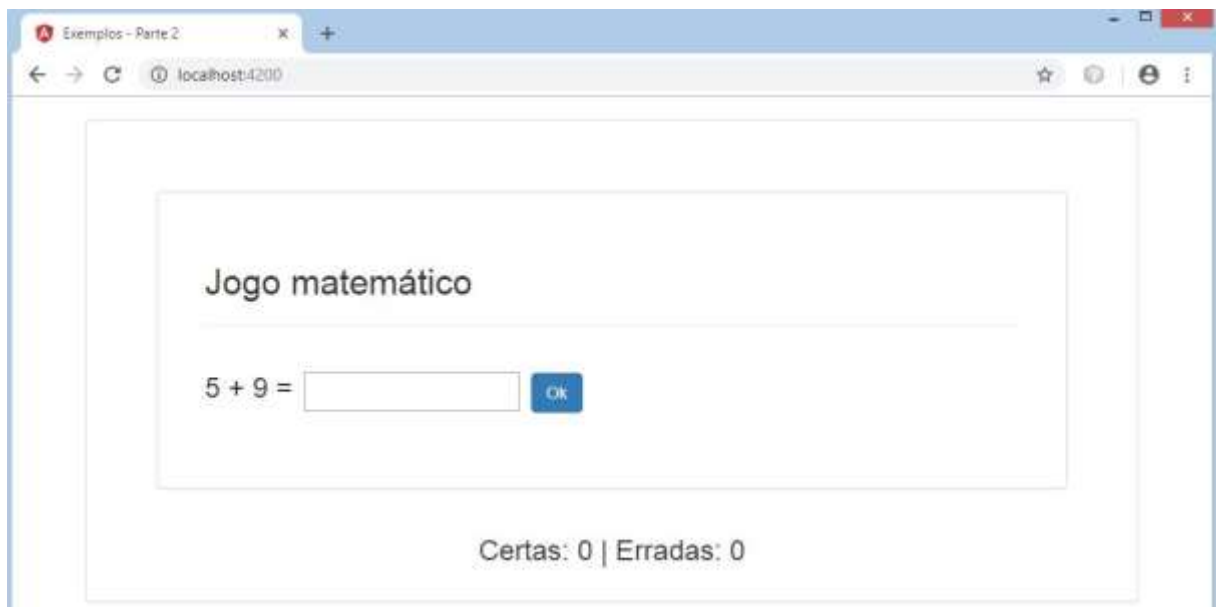 Exemplos - Parte 2
localhost:4200
Jogo matemático
5 + 9 =
Ok
Certas: 0 | Erradas: 0